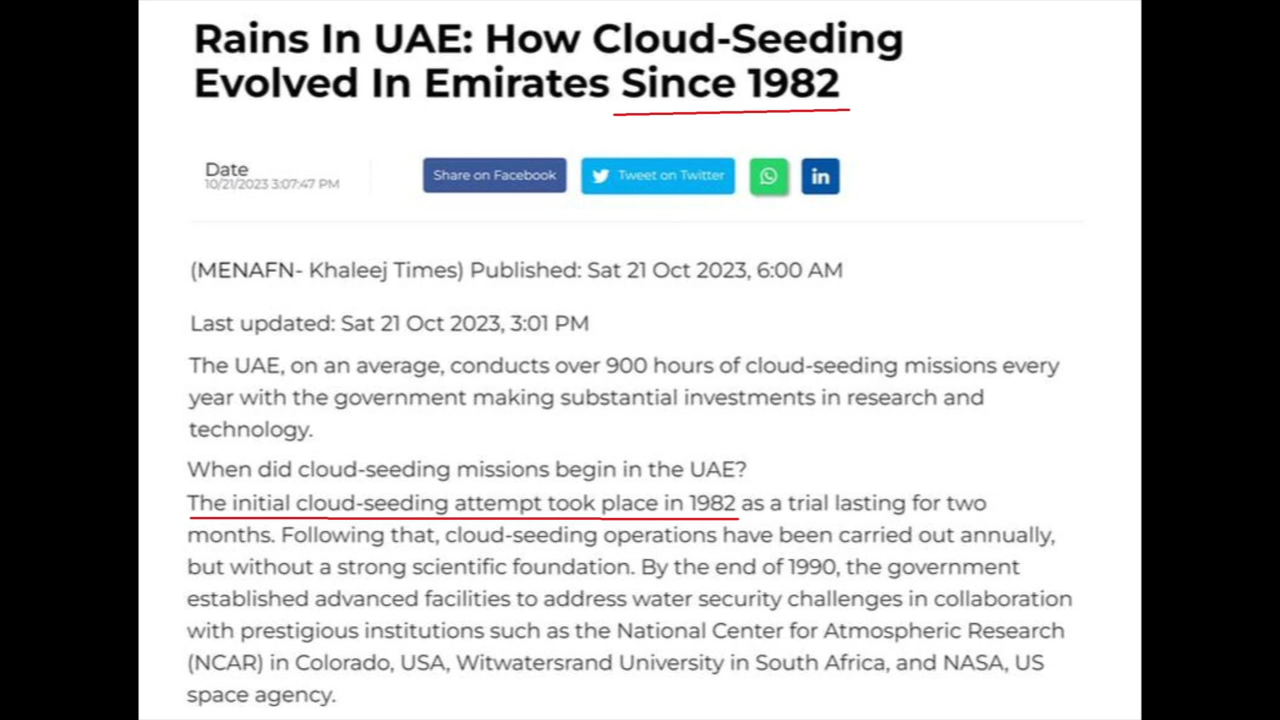 Rains In UAE: How Cloud-Seeding
Evolved In Emirates Since 1982
Date
10/21/2023 3:07:47 PM
Share on Facebook
Tweet on Twitter
in
(MENAFN- Khaleej Times) Published: Sat 21 Oct 2023, 6:00 AM
Last updated: Sat 21 Oct 2023, 3:01 PM
The UAE, on an average, conducts over 900 hours of cloud-seeding missions every
year with the government making substantial investments in research and
technology.
When did cloud-seeding missions begin in the UAE?
The initial cloud-seeding attempt took place in 1982 as a trial lasting for two
months. Following that, cloud-seeding operations have been carried out annually,
but without a strong scientific foundation. By the end of 1990, the government
established advanced facilities to address water security challenges in collaboration
with prestigious institutions such as the National Center for Atmospheric Research
(NCAR) in Colorado, USA, Witwatersrand University in South Africa, and NASA, US
space agency.